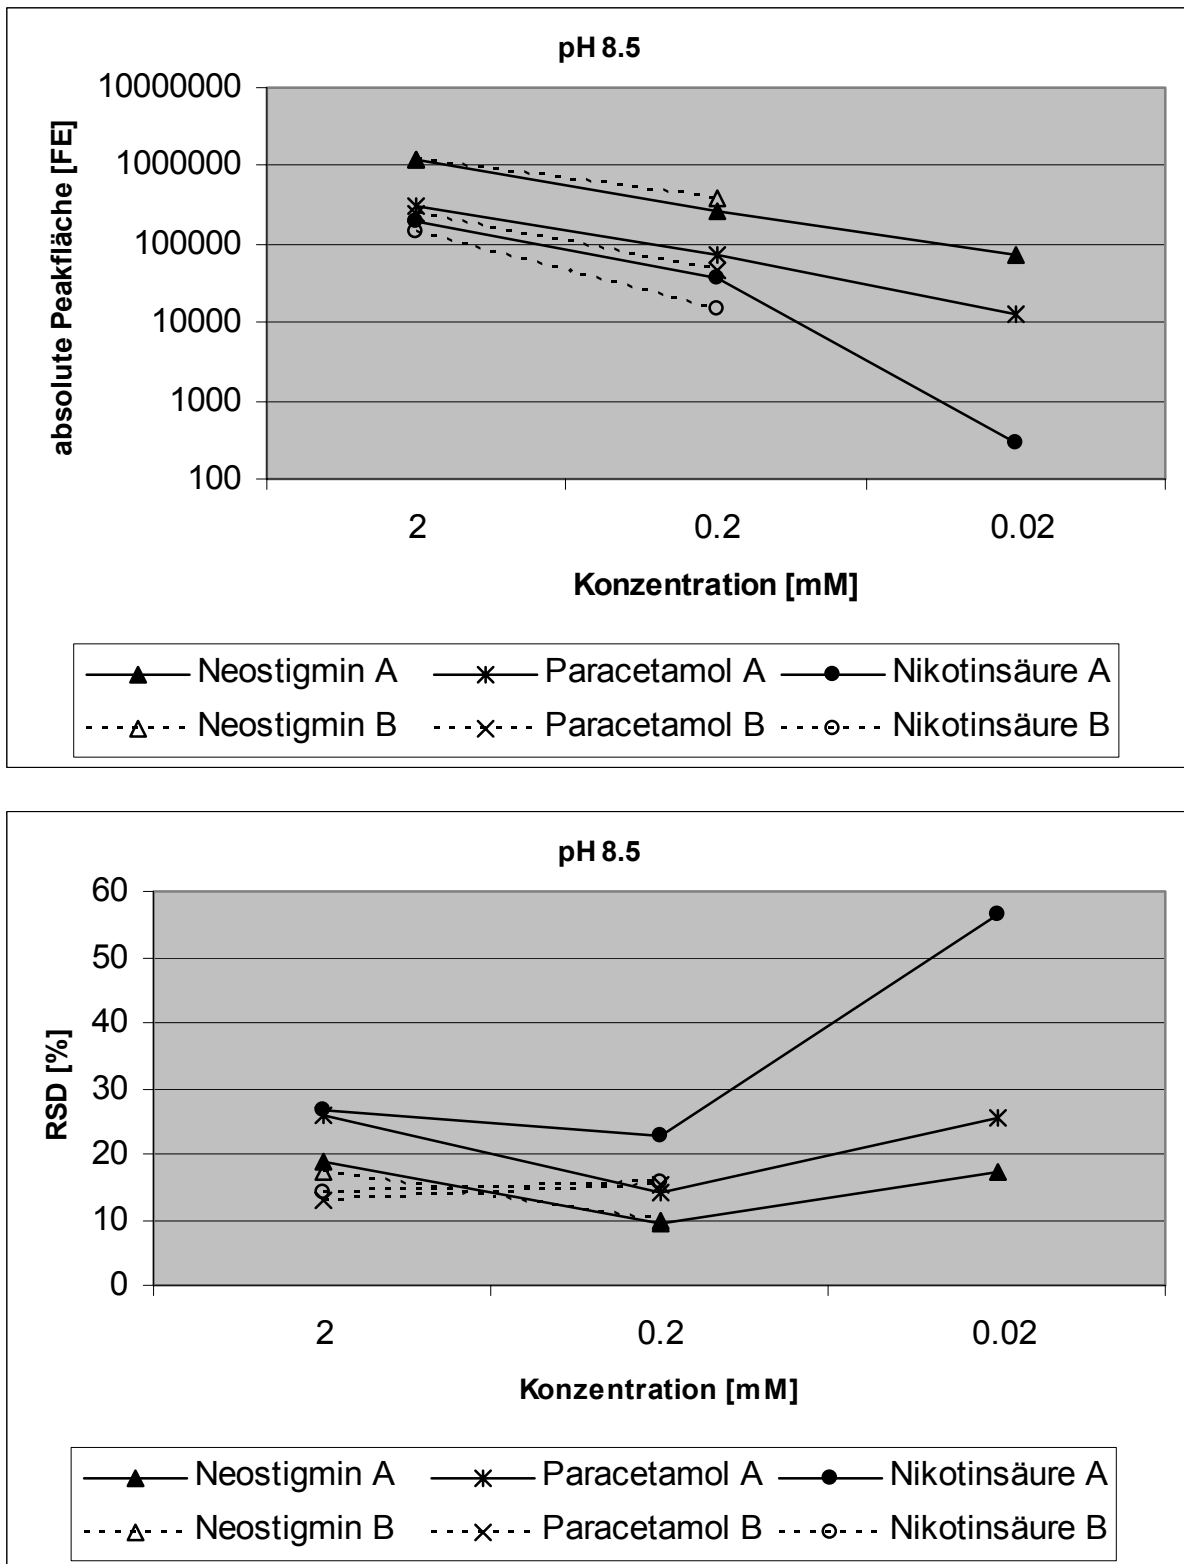 pH 8.5
absolute Peakfläche [FE]
10000000
1000000
100000
10000
1000
100
2 0.2 0.02
Konzentration [mM]
Neostigmin A Paracetamol A Nikotinsäure A
Neostigmin B Paracetamol B Nikotinsäure B
pH 8.5
RSD [%]
60
50
40
30
20
10
0
2 0.2 0.02
Konzentration [mM]
Neostigmin A Paracetamol A Nikotinsäure A
Neostigmin B Paracetamol B Nikotinsäure B